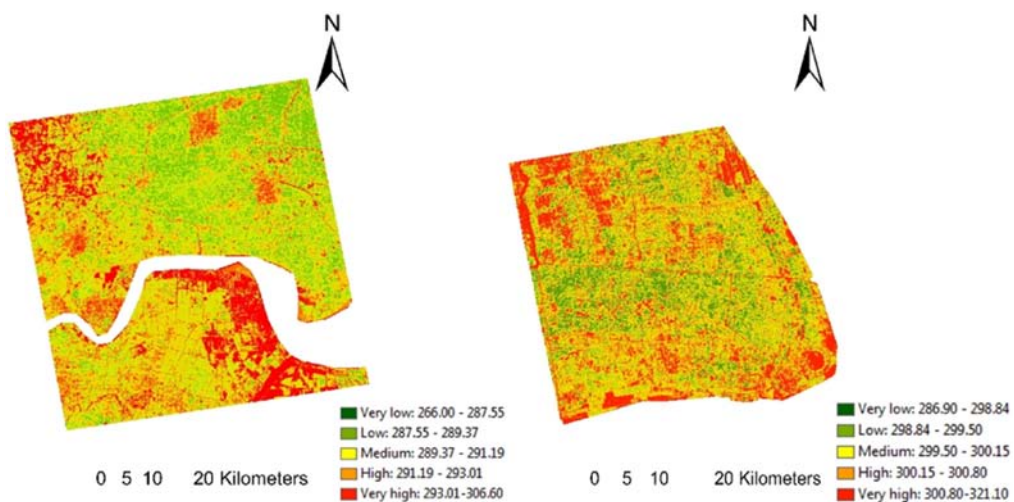 N
N
Very low: 266.00 - 287.55
Low: 287.55 - 289.37
Medium: 289.37 - 291.19
High: 291.19 - 293.01
Very high: 293.01-306.60
0 5 10 20 Kilometers
Very low: 286.90 - 298.84
Low: 298.84 - 299.50
Medium: 299.50 - 300.15
High: 300.15 - 300.80
Very high: 300.80-321.10
0 5 10 20 Kilometers